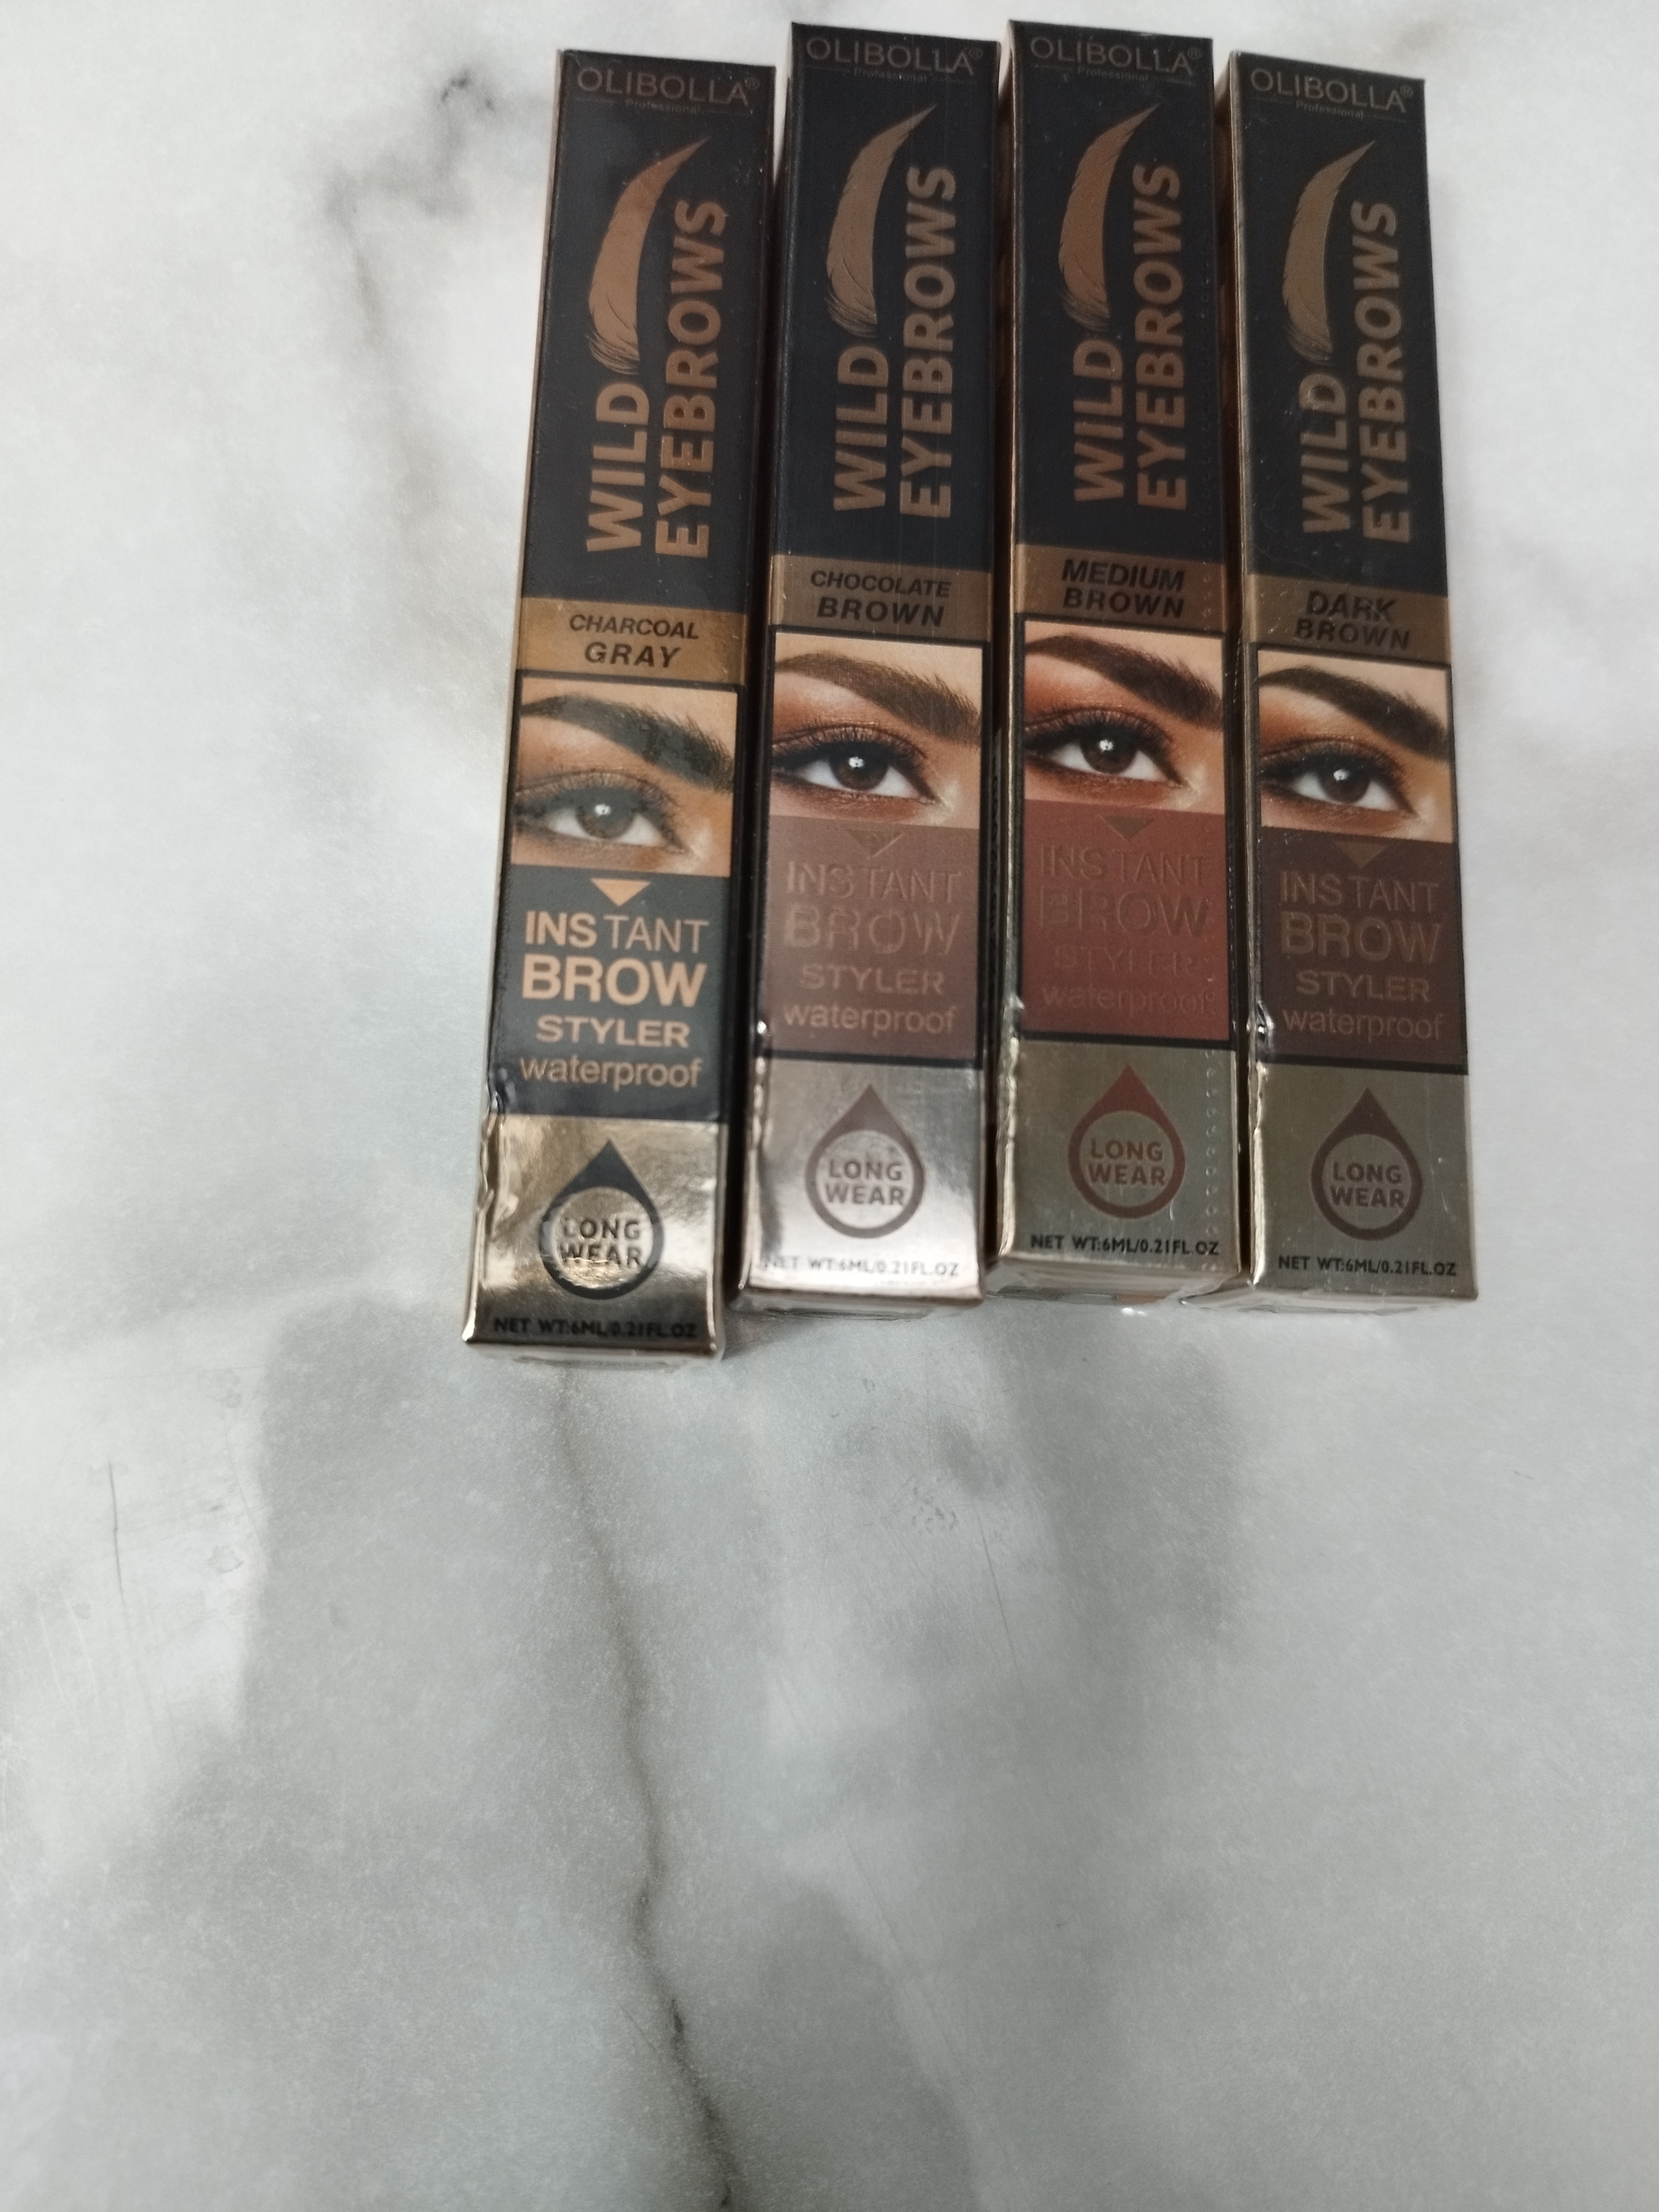 OLIBOLLA®
Professional
WILD
EYEBROWS
CHARCOAL
GRAY
INSTANT
BROW
STYLER
waterproof
LONG
WEAR
NET WT:6ML/0.21FL.OZ
OLIBOLLA®
Professional
WILD
EYEBROWS
CHOCOLATE
BROWN
INSTANT
BROW
STYLER
waterproof
LONG
WEAR
NET WT:6ML/0.21FL.OZ
OLIBOLLA®
Professional
WILD
EYEBROWS
MEDIUM
BROWN
INSTANT
BROW
STYLER
waterproof
LONG
WEAR
NET WT:6ML/0.21FL.OZ
OLIBOLLA®
Professional
WILD
EYEBROWS
DARK
BROWN
INSTANT
BROW
STYLER
waterproof
LONG
WEAR
NET WT:6ML/0.21FL.OZ